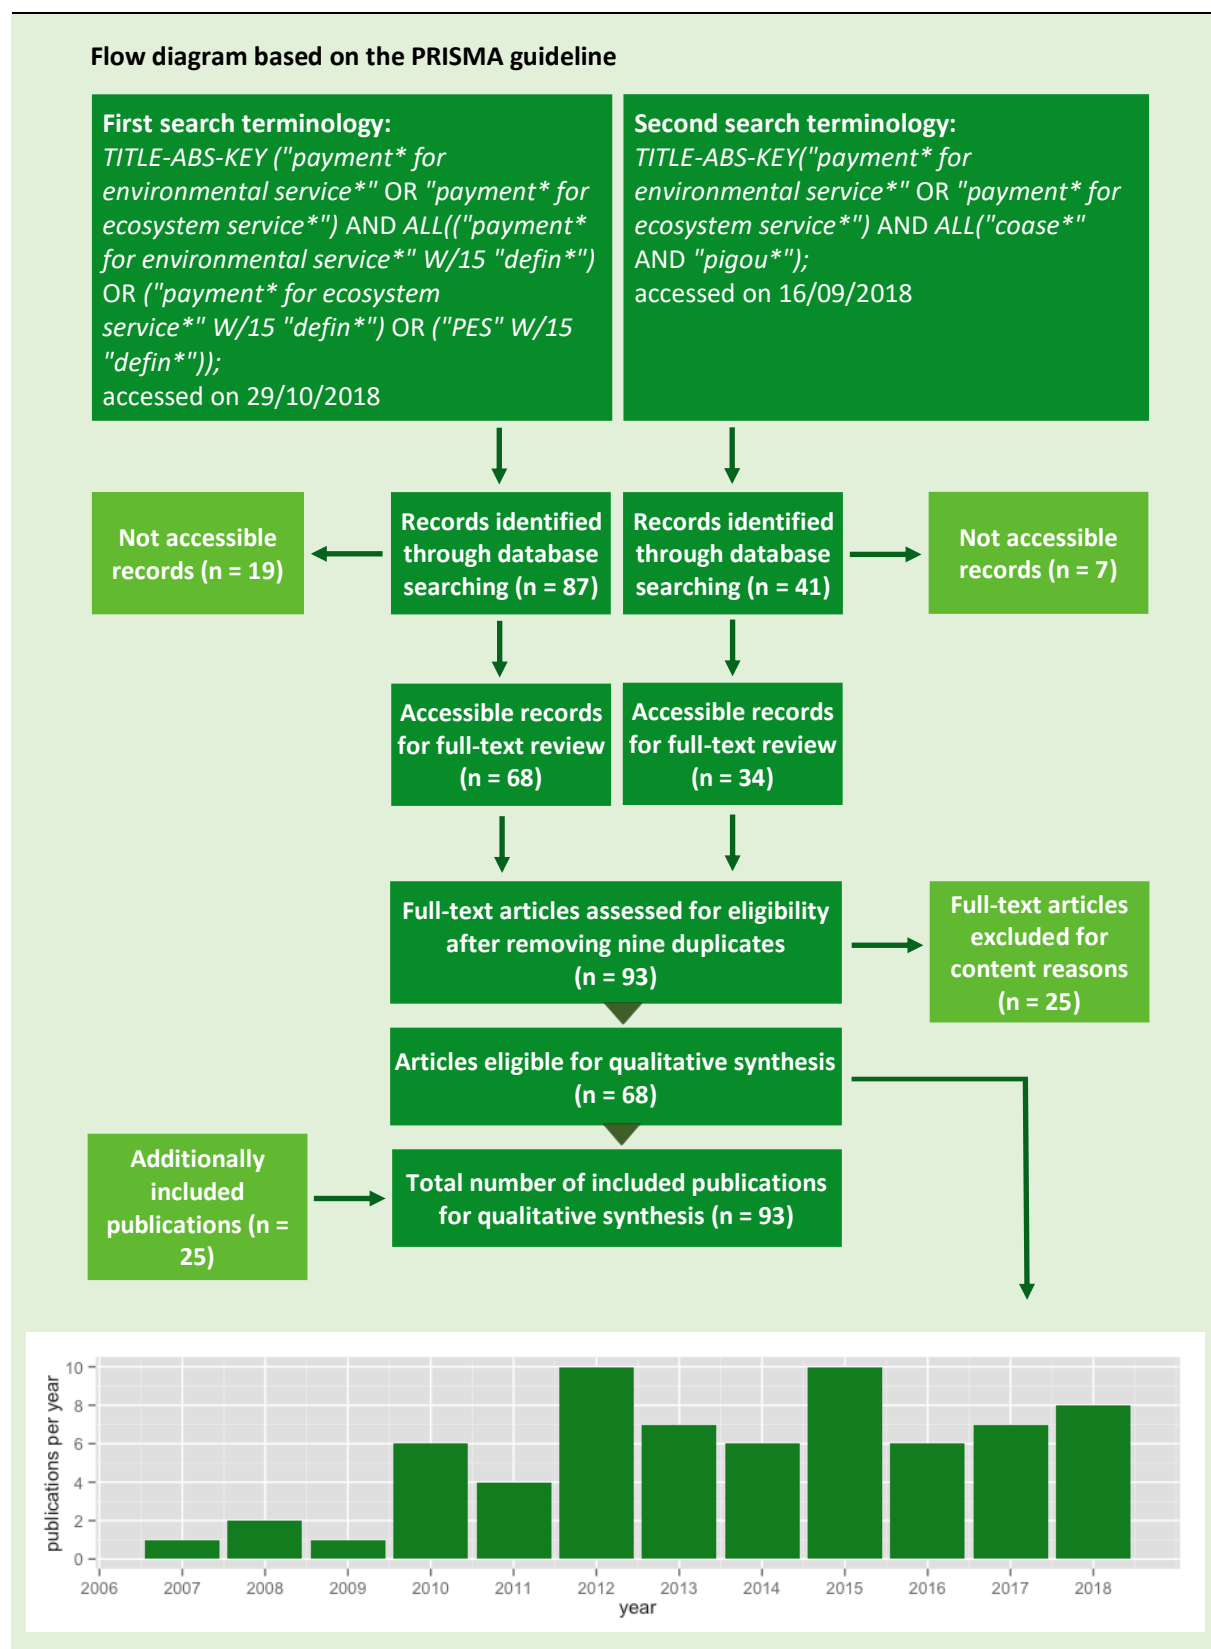 Flow diagram based on the PRISMA guideline
First search terminology:
TITLE-ABS-KEY ("payment* for
environmental service*" OR "payment* for
ecosystem service*") AND ALL(("payment*
for environmental service*" W/15 "defin*")
OR ("payment* for ecosystem
service*" W/15 "defin*") OR ("PES" W/15
"defin*"));
accessed on 29/10/2018
Second search terminology:
TITLE-ABS-KEY("payment* for
environmental service*" OR "payment* for
ecosystem service*") AND ALL("coase*"
AND "pigou*");
accessed on 16/09/2018
Not accessible
records (n = 19)
Records identified
through database
searching (n = 87)
Records identified
through database
searching (n = 41)
Not accessible
records (n = 7)
Accessible records
for full-text review
(n = 68)
Accessible records
for full-text review
(n = 34)
Full-text articles assessed for eligibility
after removing nine duplicates
(n = 93)
Full-text articles
excluded for
content reasons
(n = 25)
Articles eligible for qualitative synthesis
(n = 68)
Additionally
included
publications (n =
25)
Total number of included publications
for qualitative synthesis (n = 93)
publications per year
10
8
6
4
2
0
2006 2007 2008 2009 2010 2011 2012 2013 2014 2015 2016 2017 2018
year